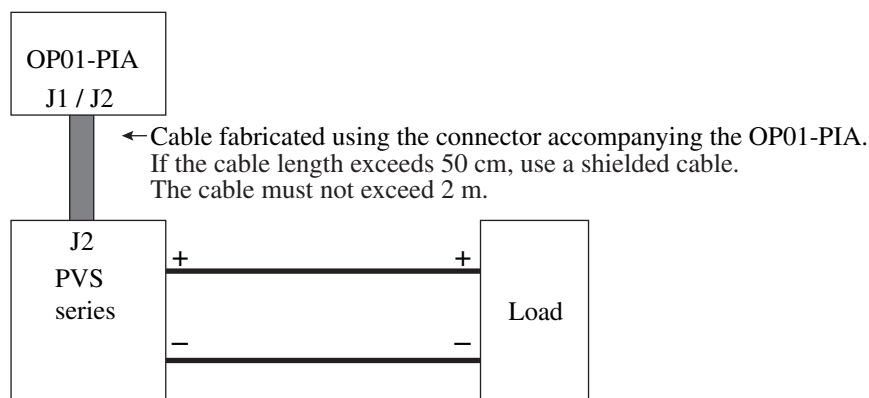 OP01-PIA
J1 / J2
Cable fabricated using the connector accompanying the OP01-PIA.
If the cable length exceeds 50 cm, use a shielded cable.
The cable must not exceed 2 m.
J2
PVS
series
+ +
Load
− −